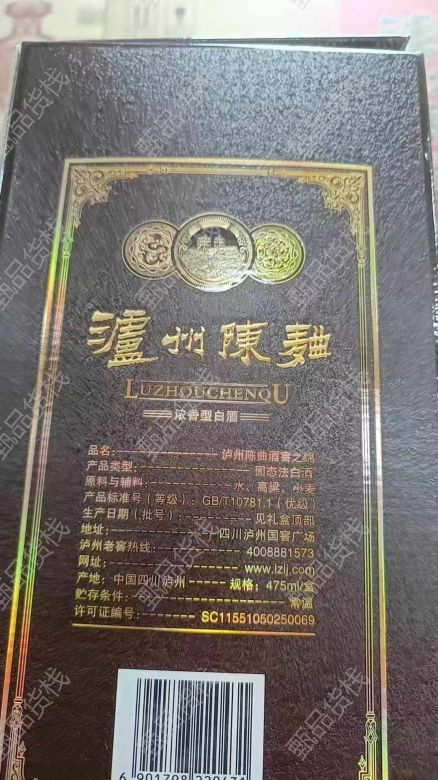 瀘州陳麯
LUZHOUCHENQU
浓香型白酒
品名：泸州陈曲酒窖之
产品类型：固态法白酒
原料与辅料：水、高粱、小麦
产品标准号（等级）：GB/T10781.1（优级）
生产日期（批号）：见礼盒顶部
地址：四川泸州国窖广场
泸州老窖热线：4008881573
网址：www.lzlj.com
产地：中国四川泸州 规格：475ml/盒
贮存条件：常温
许可证编号：SC11551050250069
甄品货栈